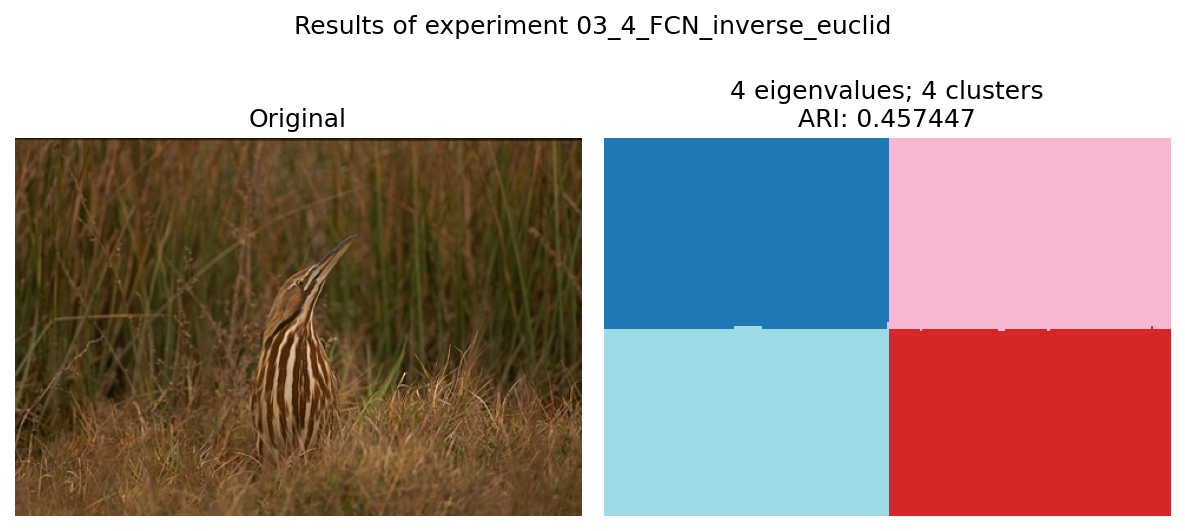 Results of experiment 03_4_FCN_inverse_euclid
Original
4 eigenvalues; 4 clusters
ARI: 0.457447